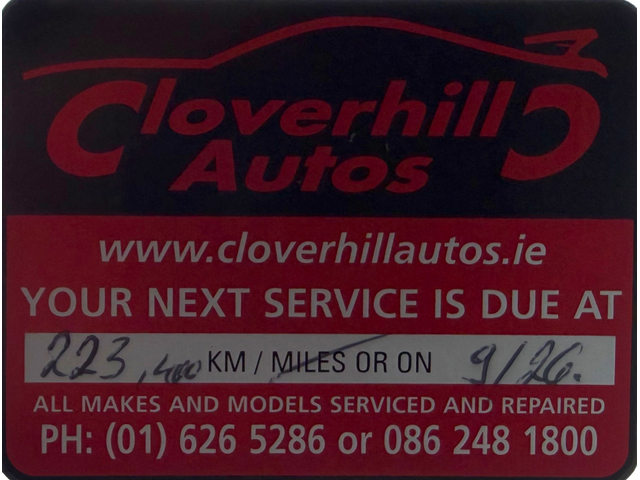 Cloverhill
Autos
www.cloverhillautos.ie
YOUR NEXT SERVICE IS DUE AT
223,400 KM / MILES OR ON 9/26.
ALL MAKES AND MODELS SERVICED AND REPAIRED
PH: (01) 626 5286 or 086 248 1800